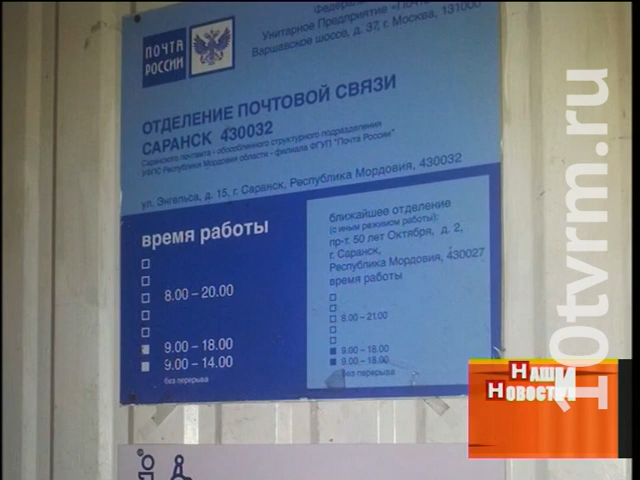 ПОЧТА
РОССИИ
Унитарное Предприятие
Варшавское шоссе, д. 37, г. Москва, 131000
ОТДЕЛЕНИЕ ПОЧТОВОЙ СВЯЗИ
САРАНСК 430032
Саранского почтамта - обособленного структурного подразделения
УФПС Республики Мордовия области - филиала ФГУП "Почта России"
ул. Энгельса, д. 15, г. Саранск, Республика Мордовия, 430032
время работы
8.00 – 20.00
9.00 – 18.00
9.00 – 14.00
без перерыва
ближайшее отделение
(с иным режимом работы):
пр-т. 50 лет Октября, д. 2,
г. Саранск,
Республика Мордовия, 430027
время работы
8.00 – 21.00
9.00 – 18.00
9.00 – 18.00
без перерыва
10tvrm.ru
НАШИ
НОВОСТИ